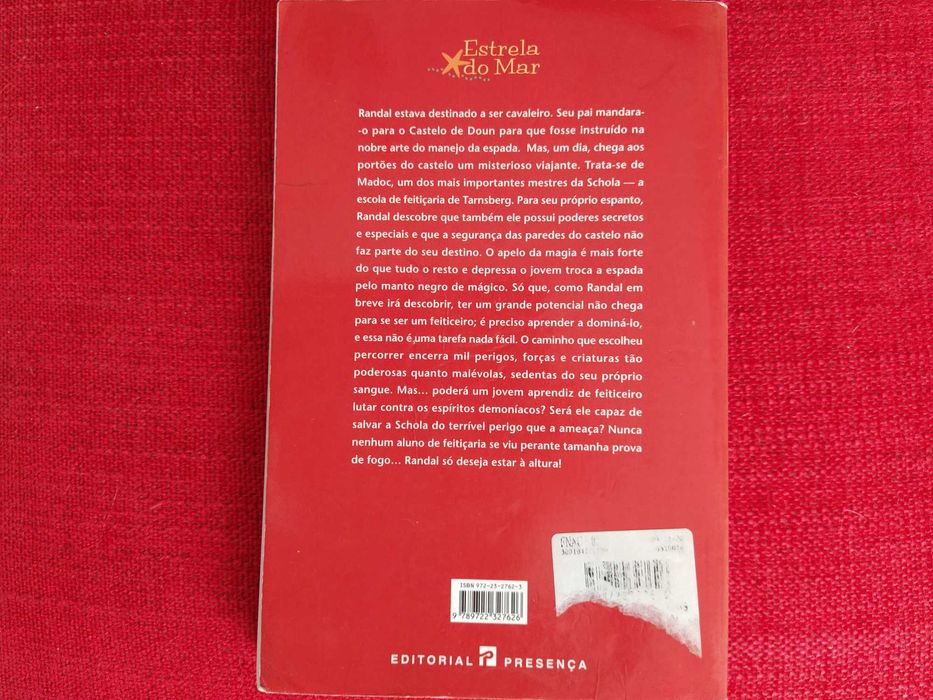 Estrela
do Mar
Randal estava destinado a ser cavaleiro. Seu pai mandara-
-o para o Castelo de Doun para que fosse instruído na
nobre arte do manejo da espada. Mas, um dia, chega aos
portões do castelo um misterioso viajante. Trata-se de
Madoc, um dos mais importantes mestres da Schola — a
escola de feitiçaria de Tarnsberg. Para seu próprio espanto,
Randal descobre que também ele possui poderes secretos
e especiais e que a segurança das paredes do castelo não
faz parte do seu destino. O apelo da magia é mais forte
do que tudo o resto e depressa o jovem troca a espada
pelo manto negro de mágico. Só que, como Randal em
breve irá descobrir, ter um grande potencial não chega
para se ser um feiticeiro; é preciso aprender a dominá-lo,
e essa não é uma tarefa nada fácil. O caminho que escolheu
percorrer encerra mil perigos, forças e criaturas tão
poderosas quanto malévolas, sedentas do seu próprio
sangue. Mas... poderá um jovem aprendiz de feiticeiro
lutar contra os espíritos demoníacos? Será ele capaz de
salvar a Schola do terrível perigo que a ameaça? Nunca
nenhum aluno de feitiçaria se viu perante tamanha prova
de fogo... Randal só deseja estar à altura!
FNAC
ISBN 972-23-2762-3
9 789722 327626
EDITORIAL PRESENÇA